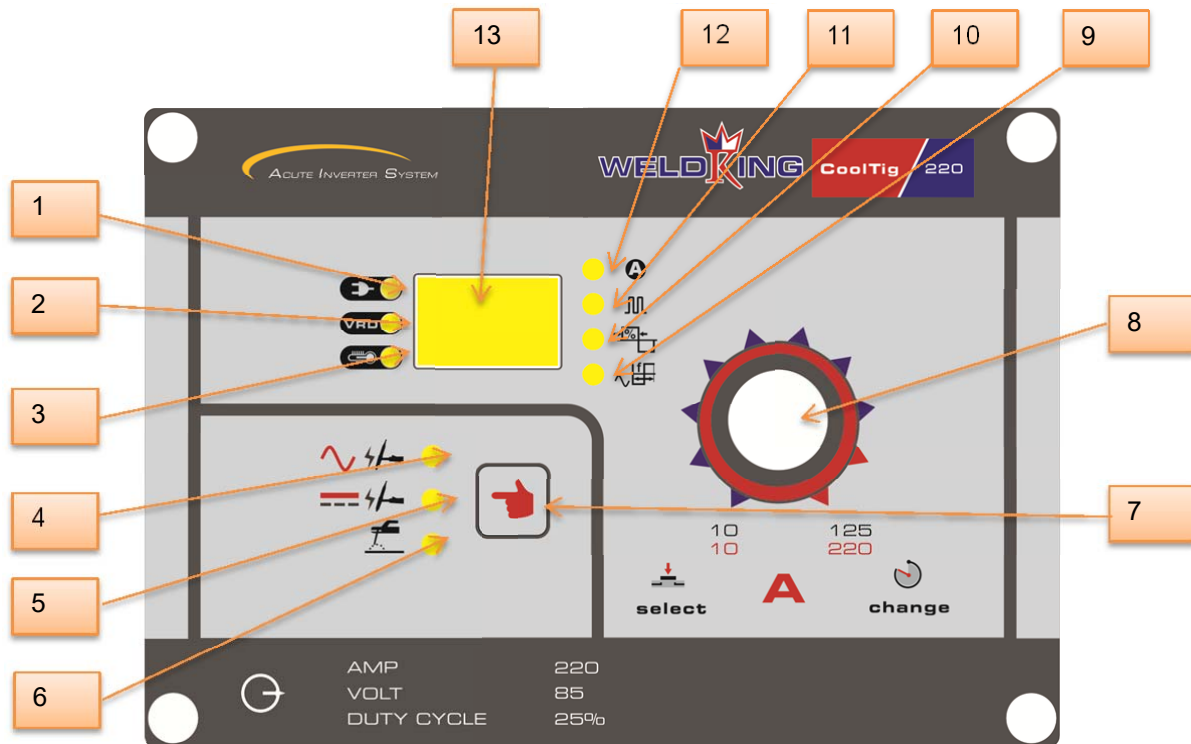 13
12
11
10
9
ACUTE INVERTER SYSTEM
WELDKING
CoolTig 220
1
2
VRD
3
A
%
8
4
5
6
7
10 125
10 220
select
A
change
AMP 220
VOLT 85
DUTY CYCLE 25%